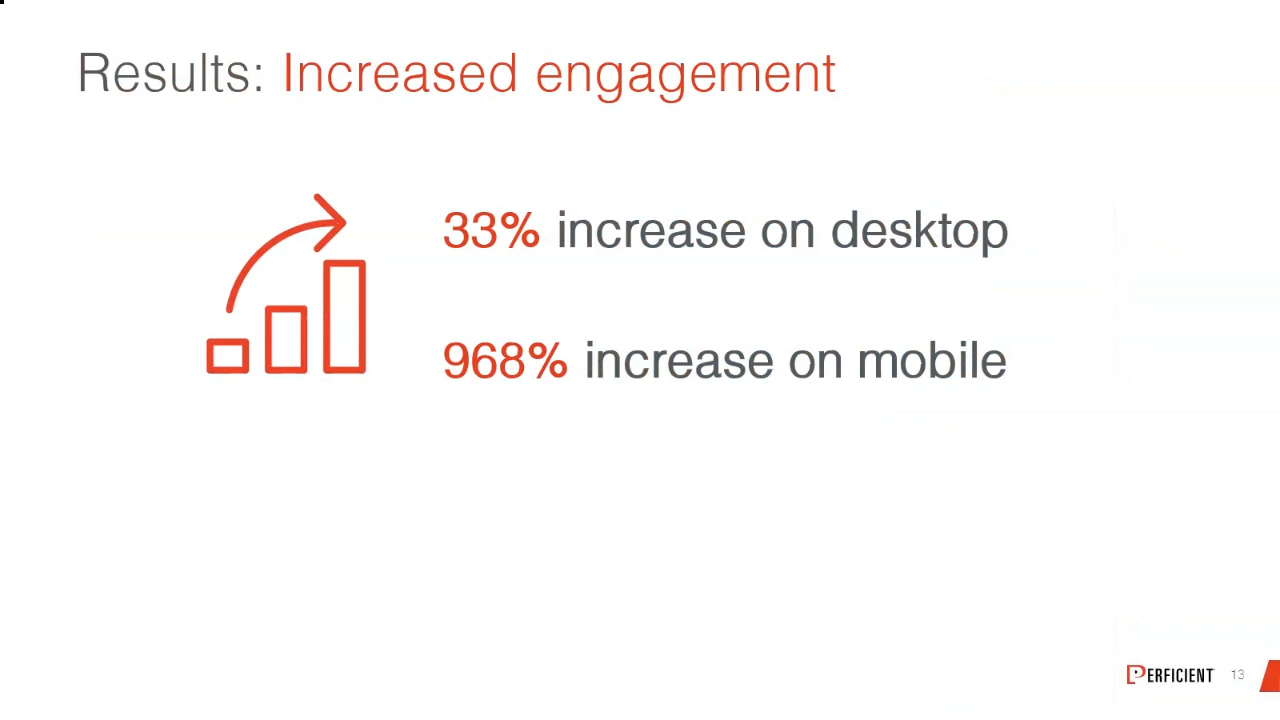 Results: Increased engagement
33% increase on desktop
968% increase on mobile
PERFICIENT 13